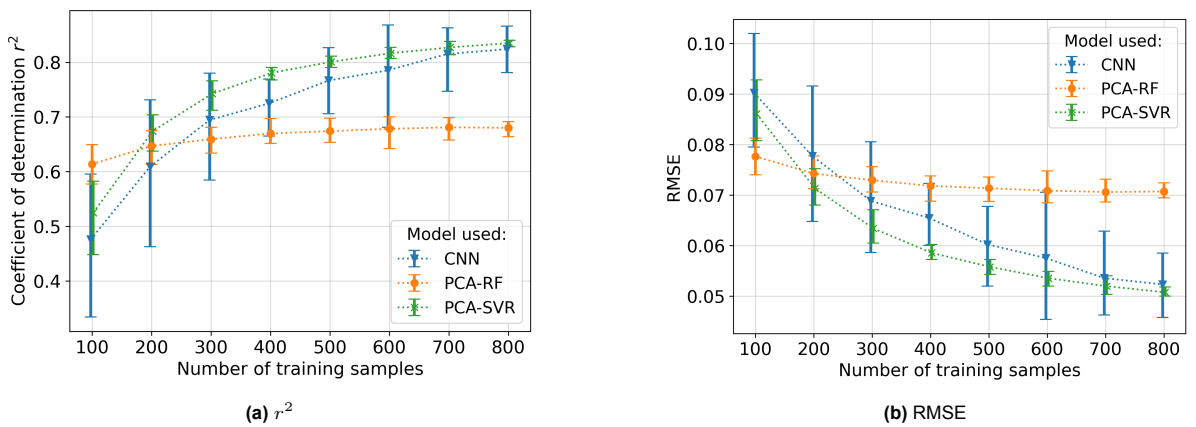 Coefficient of determination r²
0.8
0.7
0.6
0.5
0.4
100 200 300 400 500 600 700 800
Number of training samples
Model used:
CNN
PCA-RF
PCA-SVR
(a) r²
RMSE
0.10
0.09
0.08
0.07
0.06
0.05
100 200 300 400 500 600 700 800
Number of training samples
Model used:
CNN
PCA-RF
PCA-SVR
(b) RMSE